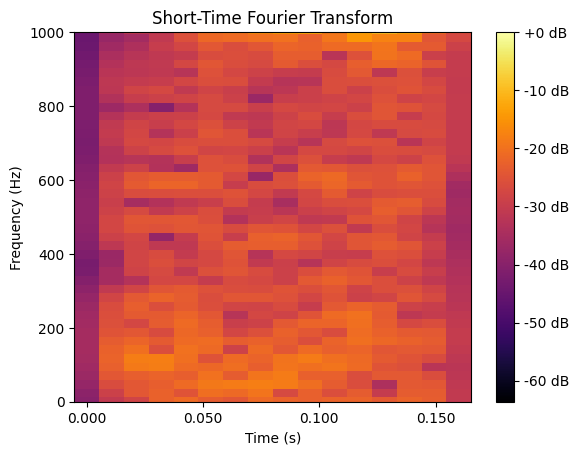 Short-Time Fourier Transform
1000
800
600
400
200
0
Frequency (Hz)
0.000
0.050
0.100
0.150
Time (s)
+0 dB
-10 dB
-20 dB
-30 dB
-40 dB
-50 dB
-60 dB